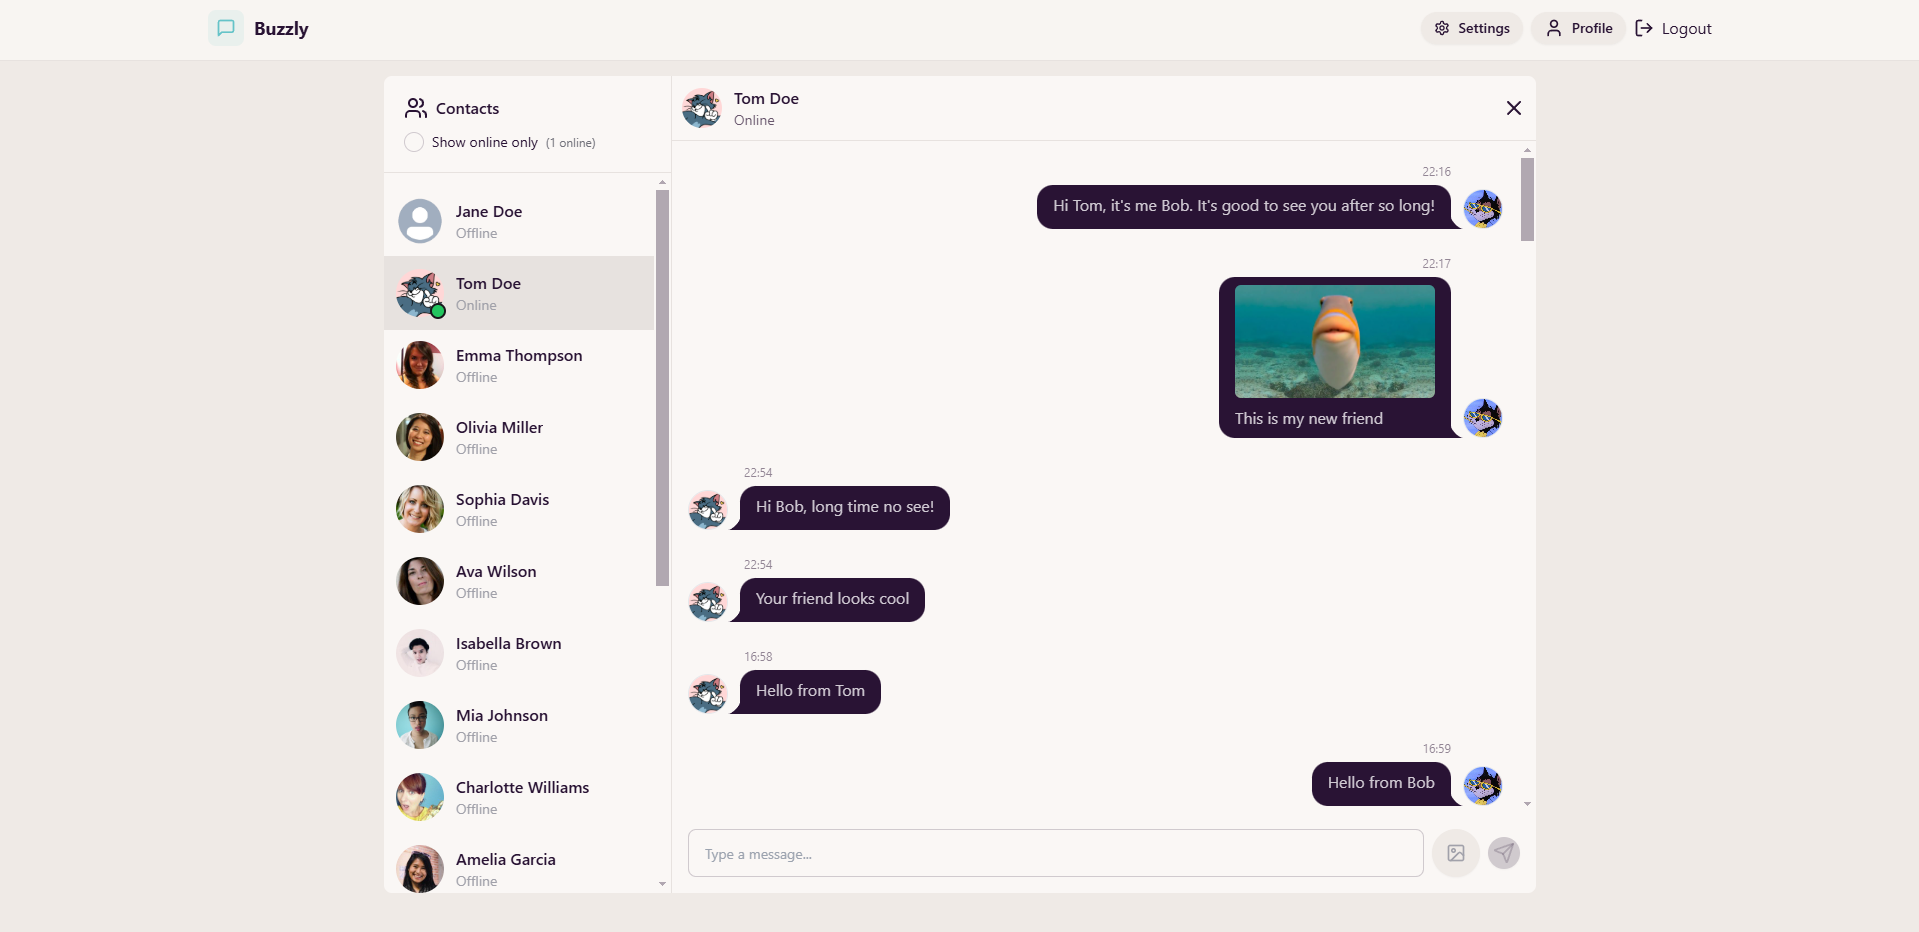 Buzzly
Settings
Profile
Logout
Contacts
Show online only (1 online)
Jane Doe
Offline
Tom Doe
Online
Emma Thompson
Offline
Olivia Miller
Offline
Sophia Davis
Offline
Ava Wilson
Offline
Isabella Brown
Offline
Mia Johnson
Offline
Charlotte Williams
Offline
Amelia Garcia
Offline
Tom Doe
Online
22:16
Hi Tom, it's me Bob. It's good to see you after so long!
22:17
This is my new friend
22:54
Hi Bob, long time no see!
22:54
Your friend looks cool
16:58
Hello from Tom
16:59
Hello from Bob
Type a message...